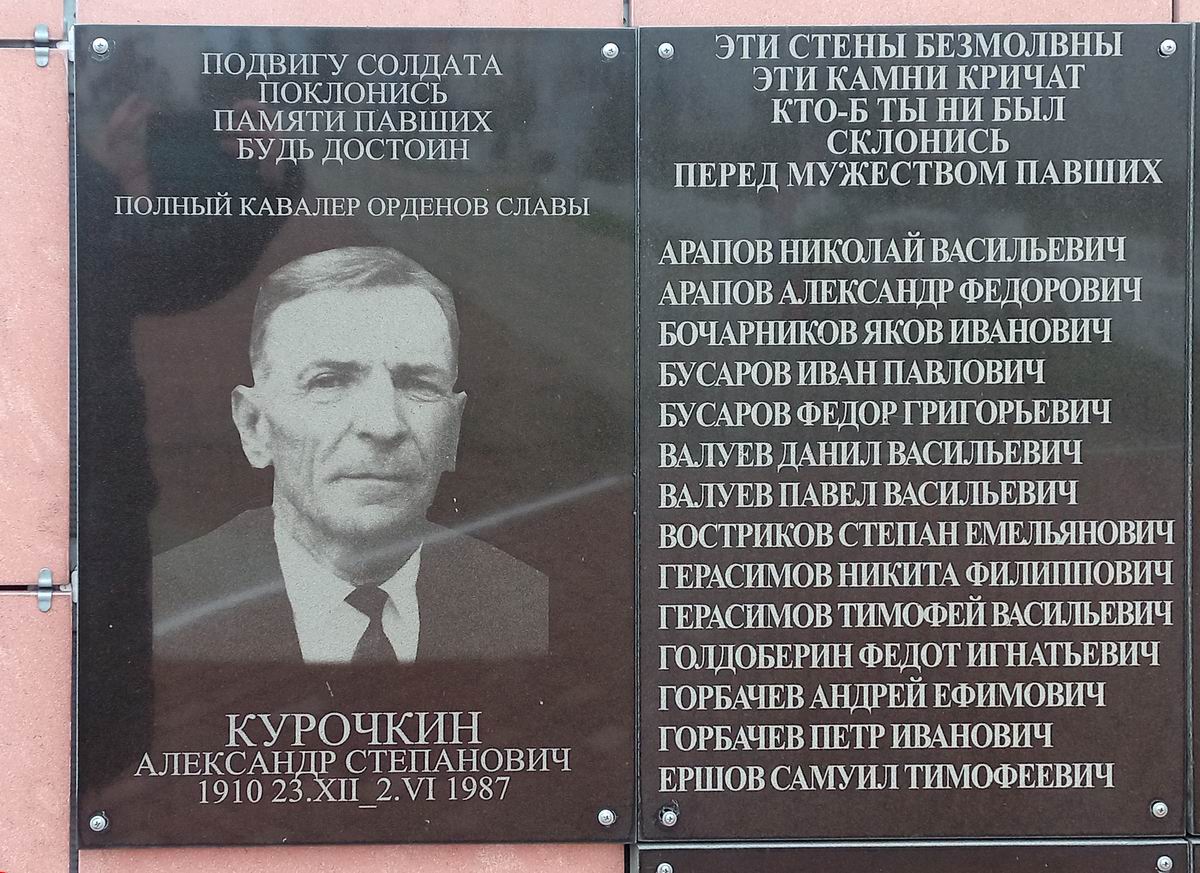 ПОДВИГУ СОЛДАТА
ПОКЛОНИСЬ
ПАМЯТИ ПАВШИХ
БУДЬ ДОСТОИН
ПОЛНЫЙ КАВАЛЕР ОРДЕНОВ СЛАВЫ
КУРОЧКИН
АЛЕКСАНДР СТЕПАНОВИЧ
1910 23.XII_2.VI 1987
ЭТИ СТЕНЫ БЕЗМОЛВНЫ
ЭТИ КАМНИ КРИЧАТ
КТО-Б ТЫ НИ БЫЛ
СКЛОНИСЬ
ПЕРЕД МУЖЕСТВОМ ПАВШИХ
АРАПОВ НИКОЛАЙ ВАСИЛЬЕВИЧ
АРАПОВ АЛЕКСАНДР ФЕДОРОВИЧ
БОЧАРНИКОВ ЯКОВ ИВАНОВИЧ
БУСАРОВ ИВАН ПАВЛОВИЧ
БУСАРОВ ФЕДОР ГРИГОРЬЕВИЧ
ВАЛУЕВ ДАНИЛ ВАСИЛЬЕВИЧ
ВАЛУЕВ ПАВЕЛ ВАСИЛЬЕВИЧ
ВОСТРИКОВ СТЕПАН ЕМЕЛЬЯНОВИЧ
ГЕРАСИМОВ НИКИТА ФИЛИППОВИЧ
ГЕРАСИМОВ ТИМОФЕЙ ВАСИЛЬЕВИЧ
ГОЛДОБЕРИН ФЕДОТ ИГНАТЬЕВИЧ
ГОРБАЧЕВ АНДРЕЙ ЕФИМОВИЧ
ГОРБАЧЕВ ПЕТР ИВАНОВИЧ
ЕРШОВ САМУИЛ ТИМОФЕЕВИЧ